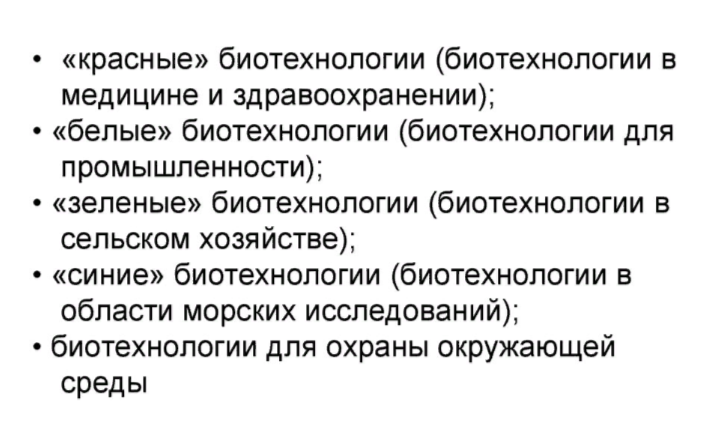 • «красные» биотехнологии (биотехнологии в
медицине и здравоохранении);
• «белые» биотехнологии (биотехнологии для
промышленности);
• «зеленые» биотехнологии (биотехнологии в
сельском хозяйстве);
• «синие» биотехнологии (биотехнологии в
области морских исследований);
• биотехнологии для охраны окружающей
среды